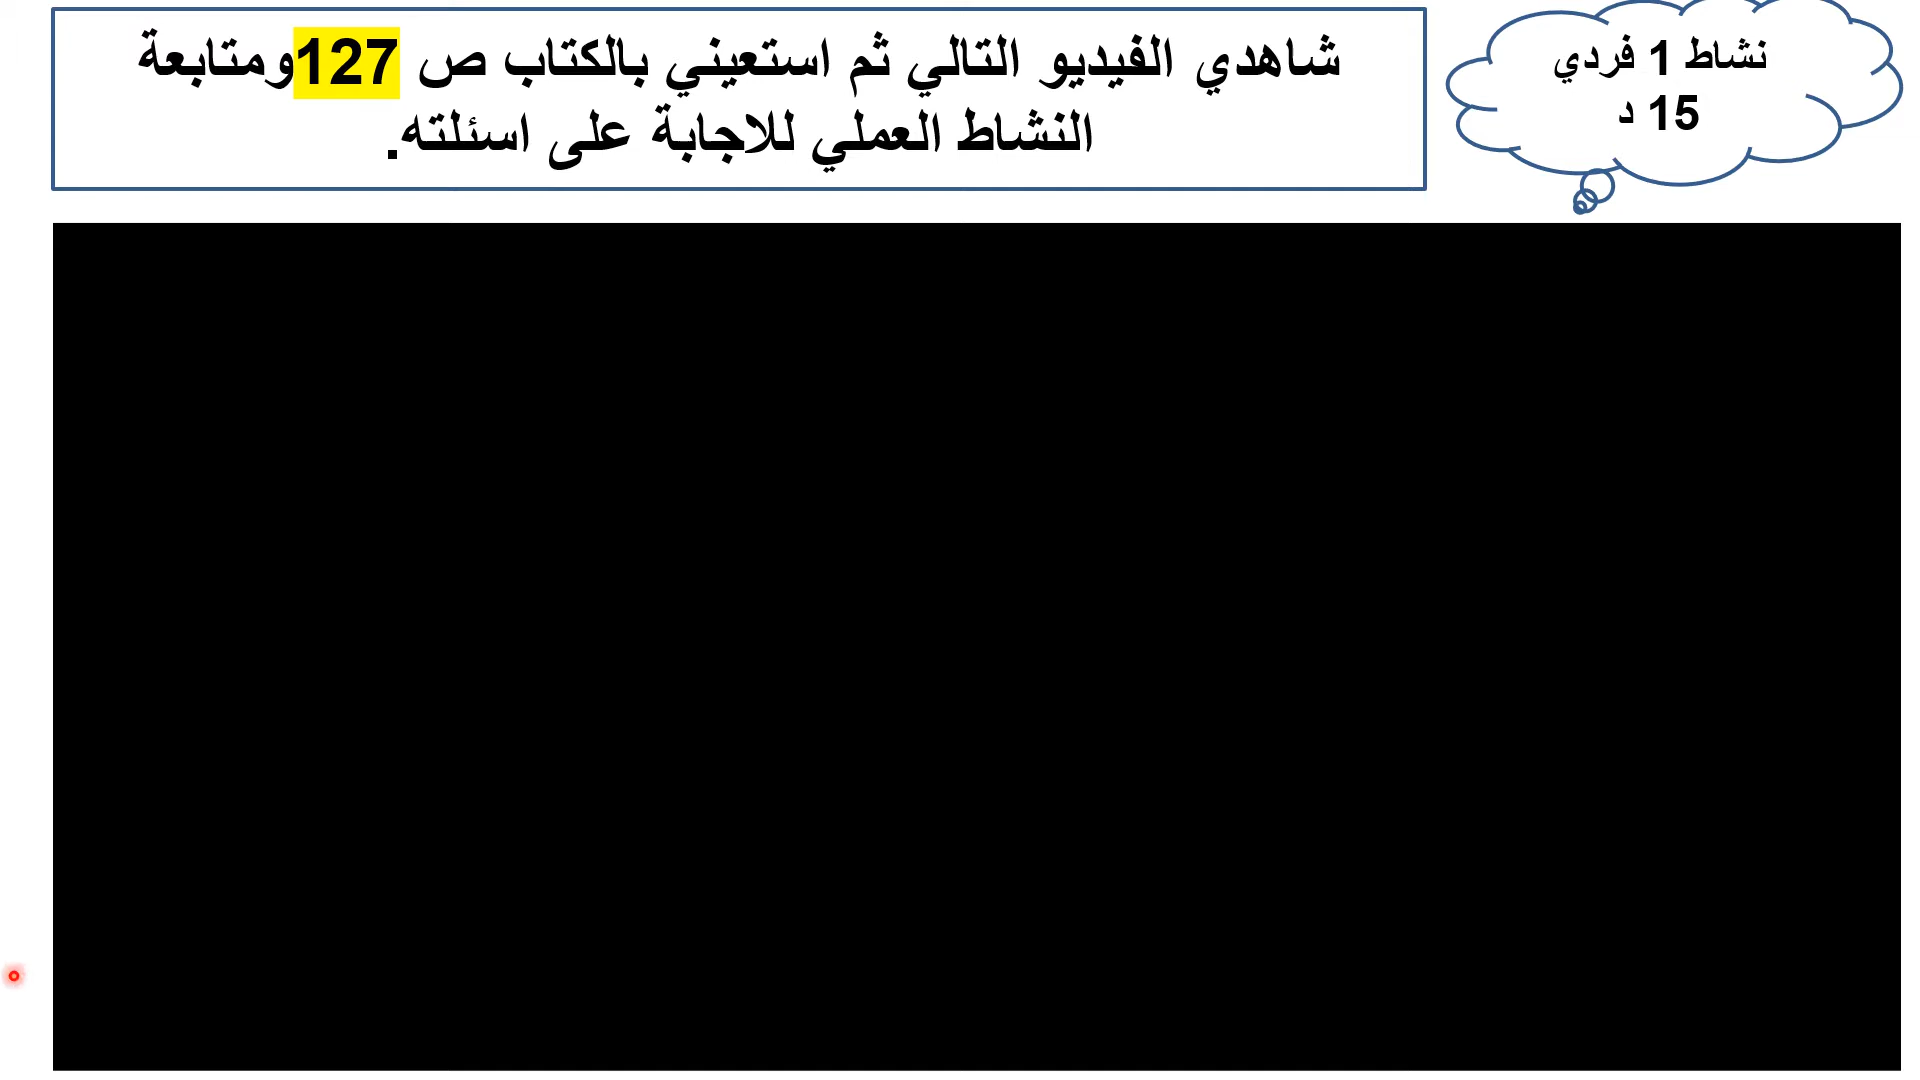 نشاط 1 فردي
15 د
شاهدي الفيديو التالي ثم استعيني بالكتاب ص 127ومتابعة
النشاط العملي للاجابة على اسئلته.